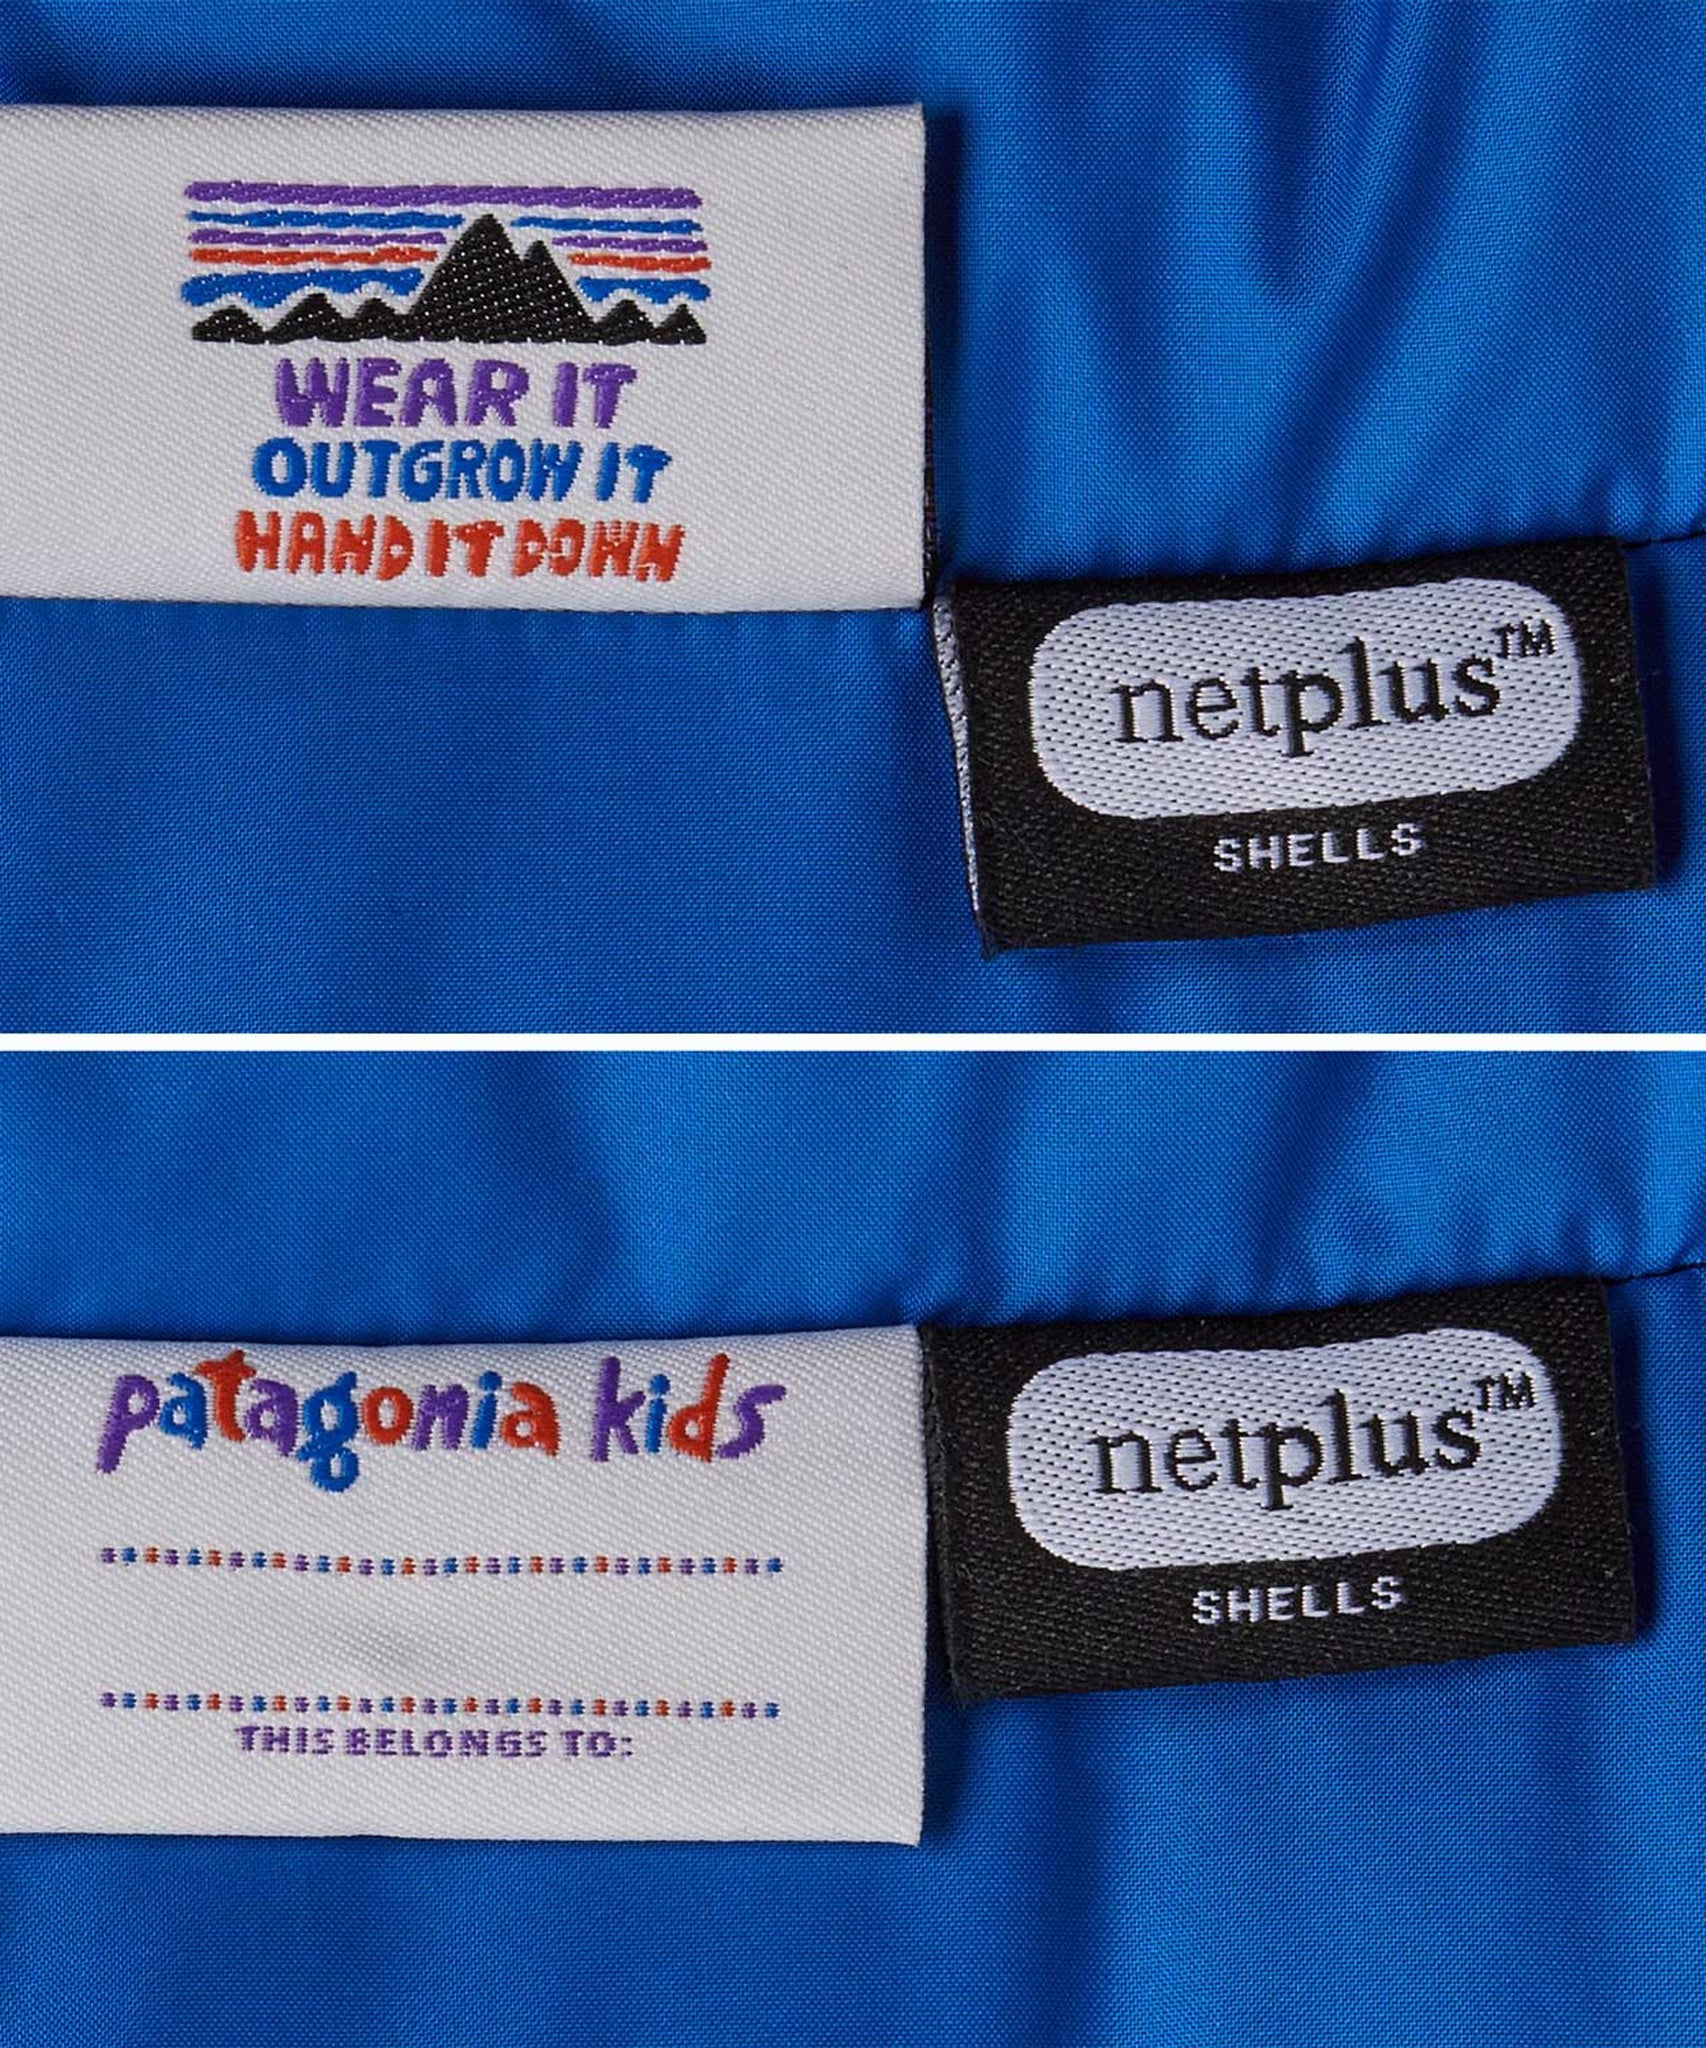 WEAR IT
OUTGROW IT
HAND IT DOWN
netplus™
SHELLS
patagonia kids
netplus™
SHELLS
THIS BELONGS TO: